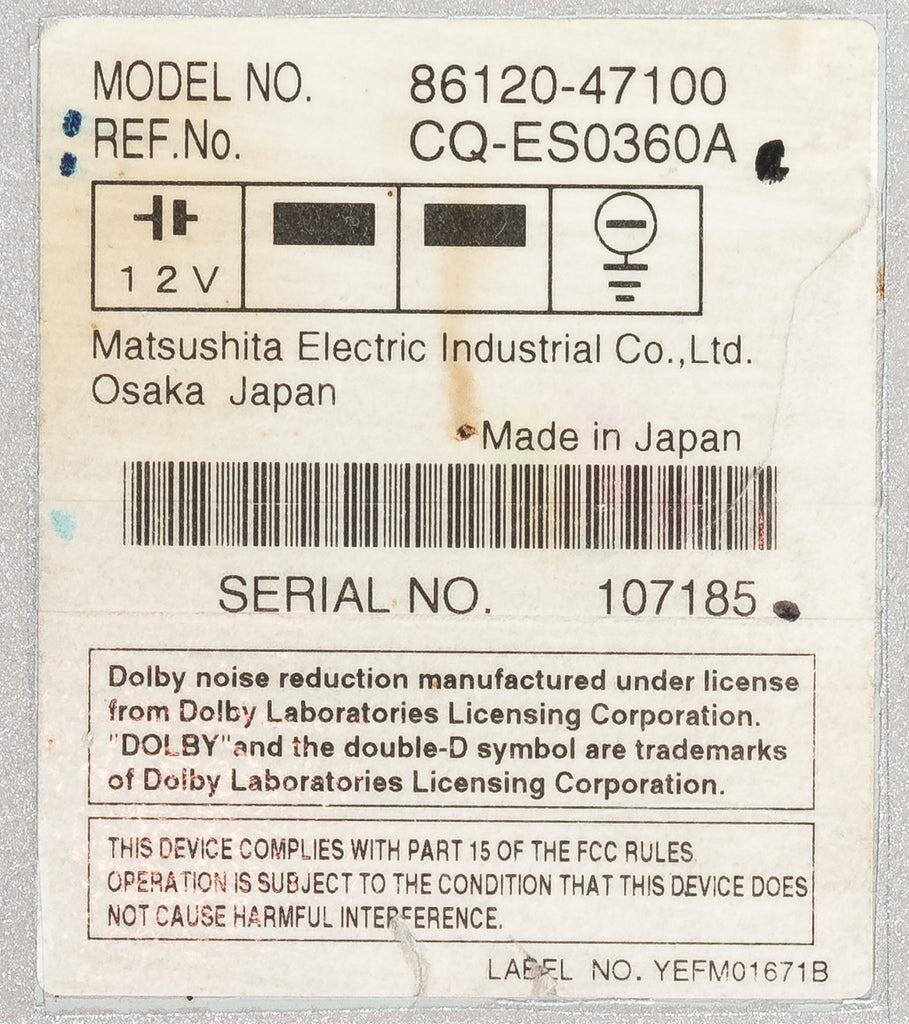 MODEL NO. 86120-47100
REF.No. CQ-ES0360A
12V
Matsushita Electric Industrial Co.,Ltd.
Osaka Japan
Made in Japan
SERIAL NO. 107185
Dolby noise reduction manufactured under license
from Dolby Laboratories Licensing Corporation.
"DOLBY"and the double-D symbol are trademarks
of Dolby Laboratories Licensing Corporation.
THIS DEVICE COMPLIES WITH PART 15 OF THE FCC RULES.
OPERATION IS SUBJECT TO THE CONDITION THAT THIS DEVICE DOES
NOT CAUSE HARMFUL INTERFERENCE.
LABEL NO. YEFM01671B